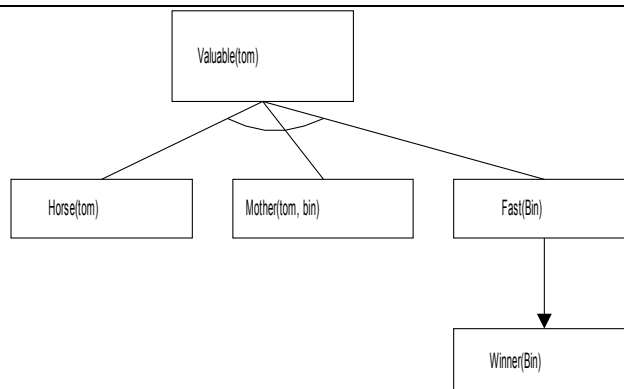 Valuable(tom)
Horse(tom)
Mother(tom, bin)
Fast(Bin)
Winner(Bin)